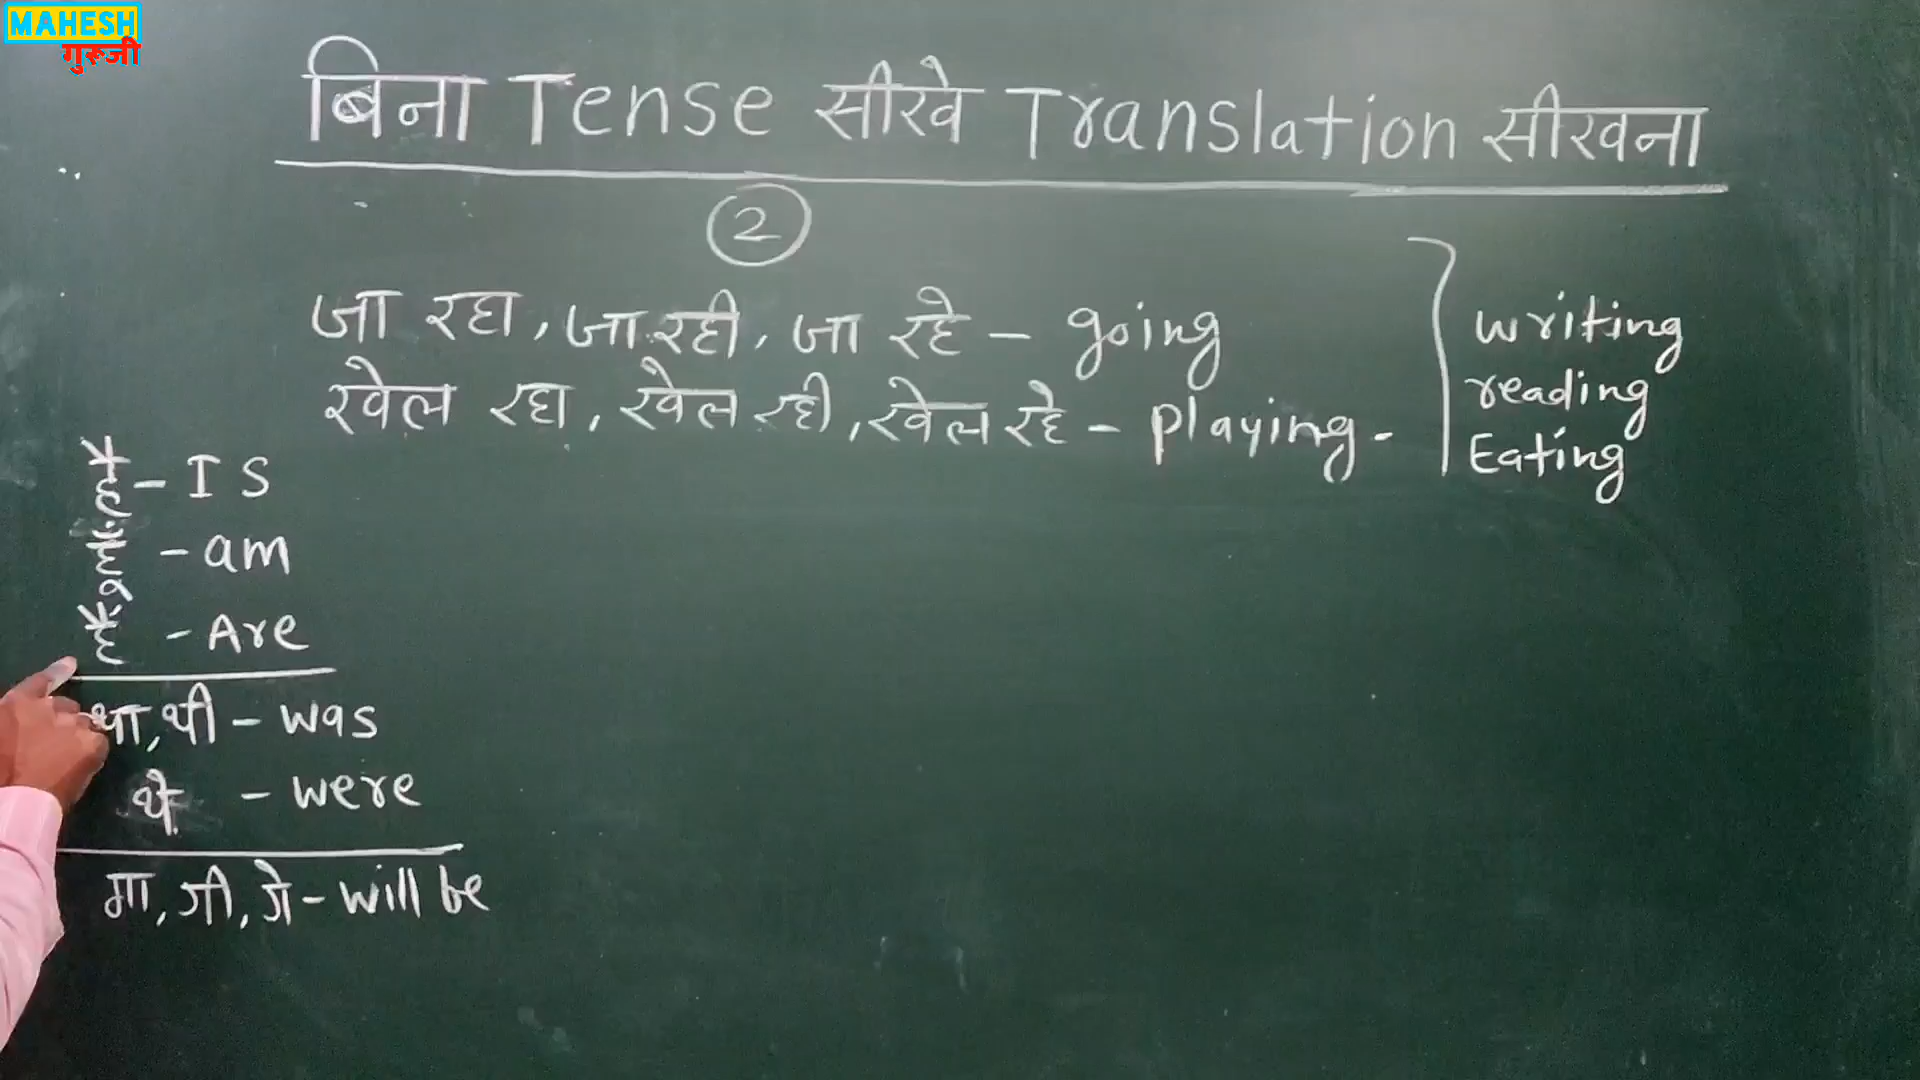 MAHESH
गुरूजी
बिना Tense सीखे Translation सीखना
2
जा रहा, जा रही, जा रहे - going
खेल रहा, खेल रही, खेल रहे - playing -
writing
reading
Eating
है - IS
- am
- Are
था, थी - was
थे - were
गा, गी, गे - will be